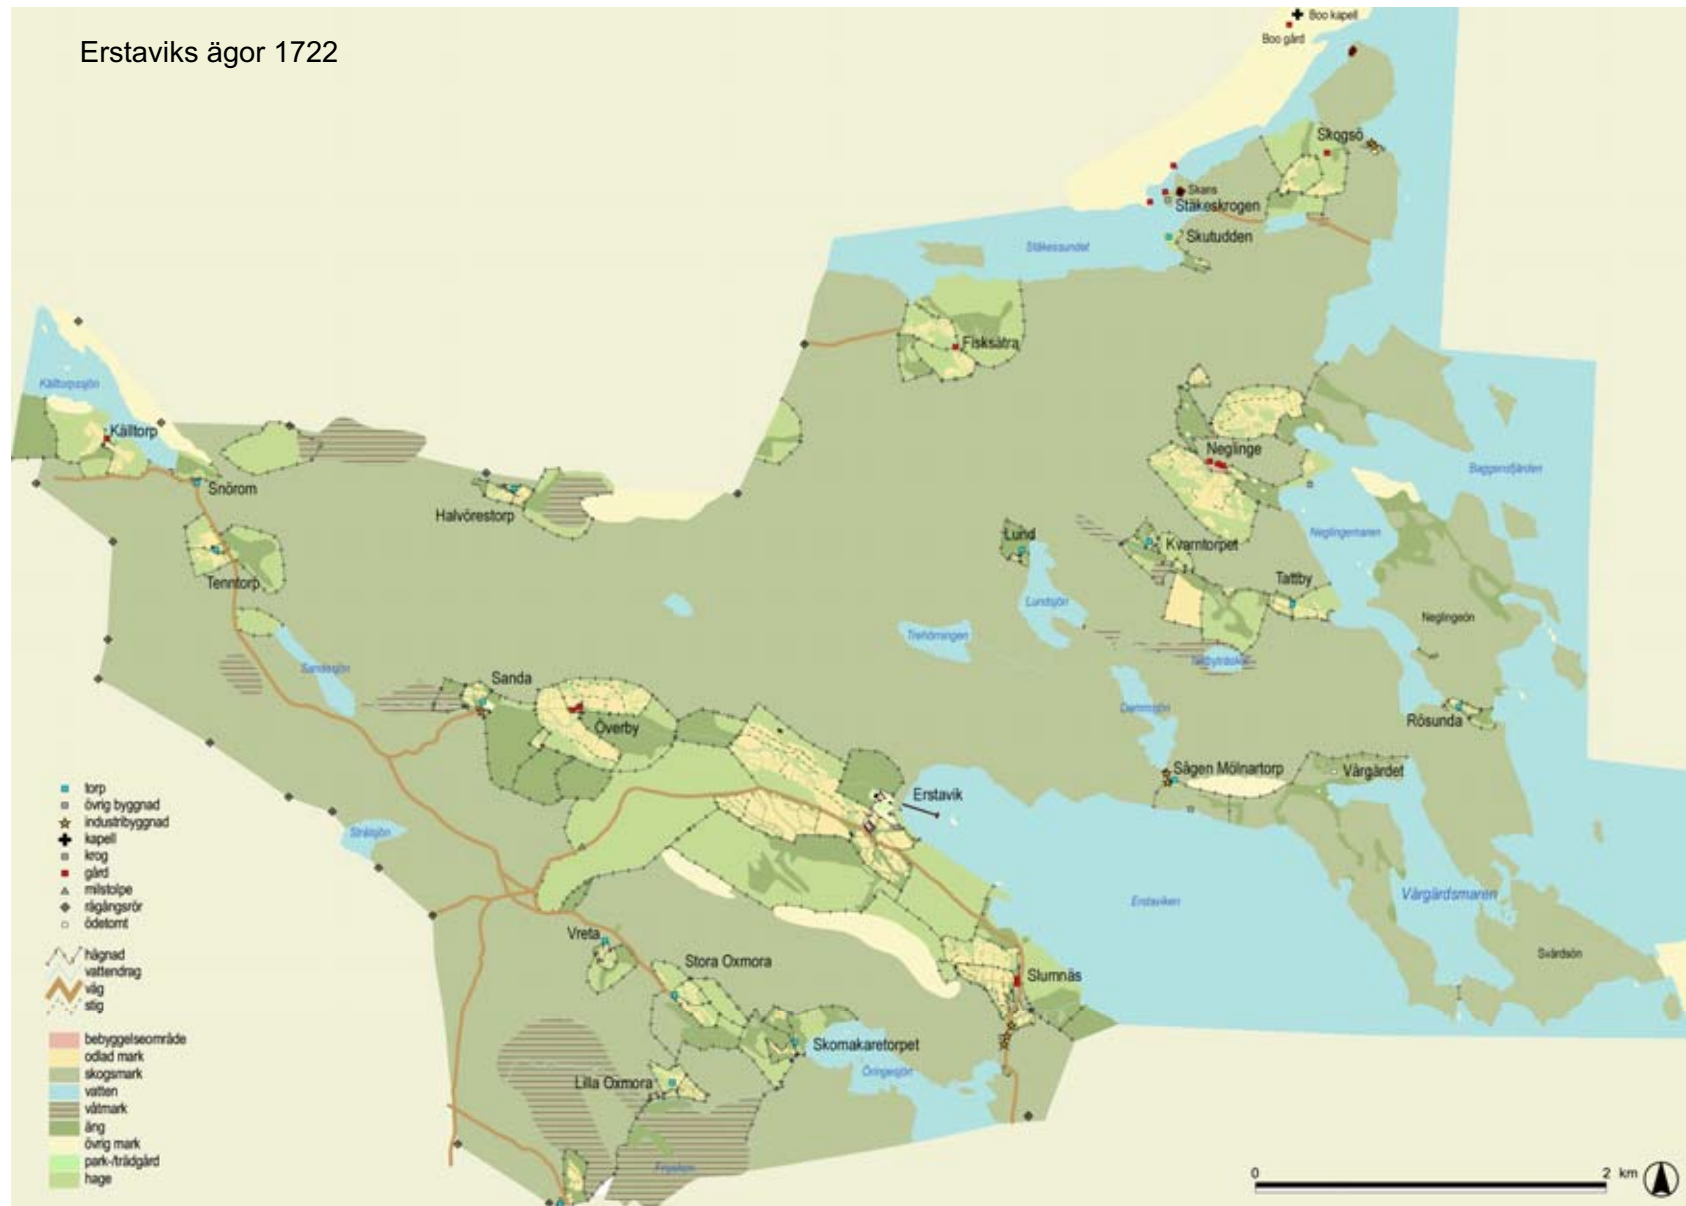 Erstaviks ägor 1722
Boo kapell
Boo gård
Skogsö
Skans
Stäkeskrogen
Skutudden
Stäkessundet
Fisksätra
Källtorpssjön
Källtorp
Snörom
Halvörestorp
Tenntorp
Neglinge
Baggensfjärden
Neglingemaren
Lund
Kvarntorpet
Tattby
Lundsjön
Neglingeön
Trehörningen
Sandasjön
Sanda
Överby
Dammsjön
Rösunda
Sågen Mölnartorp
Vårgärdet
Erstavik
Strålsjön
Erstaviken
Vårgärdsmaren
Svärdsön
Vreta
Stora Oxmora
Slumnäs
Skomakaretorpet
Öringesjön
Lilla Oxmora
torp
övrig byggnad
industribyggnad
kapell
krog
gård
milstolpe
rågångsrör
ödetomt
hägnad
vattendrag
väg
stig
bebyggelseområde
odlad mark
skogsmark
vatten
våtmark
äng
övrig mark
park-/trädgård
hage
0 2 km